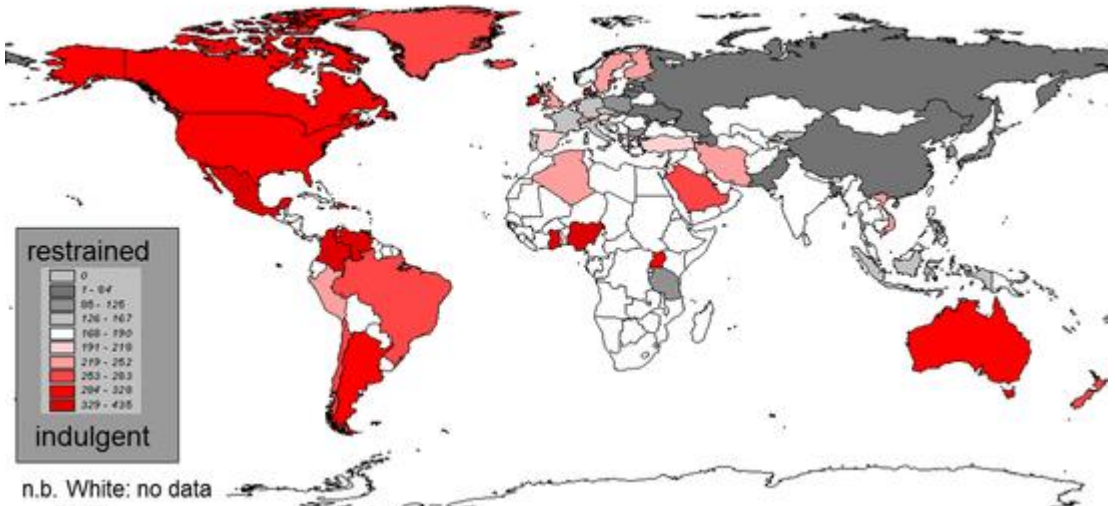 restrained
0
1 - 84
85 - 125
126 - 167
168 - 190
191 - 218
219 - 252
253 - 283
284 - 328
329 - 435
indulgent
n.b. White: no data